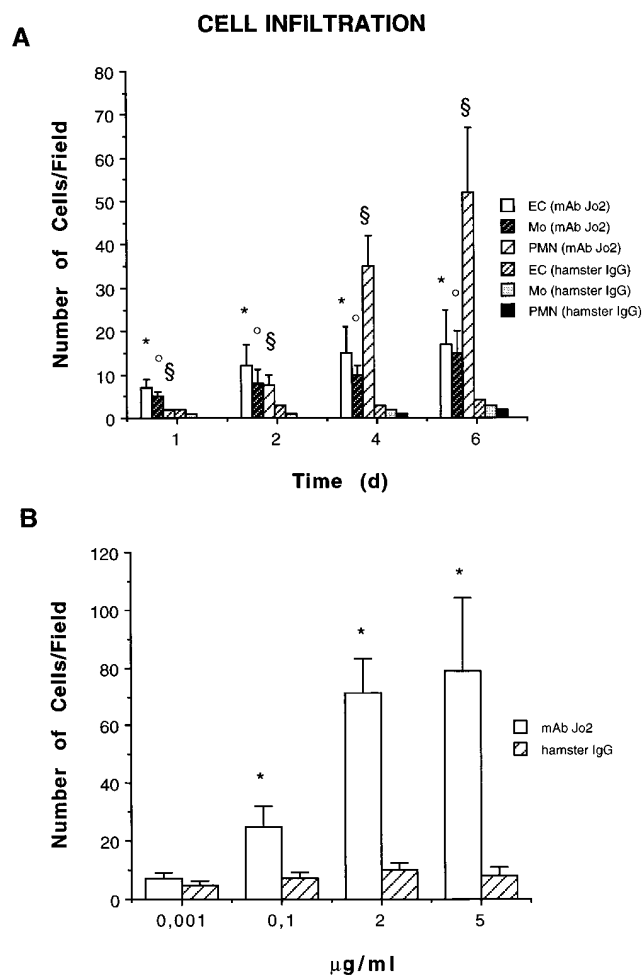 CELL INFILTRATION
A
Number of Cells/Field
80
70
60
50
40
30
20
10
0
* ° §
* ° §
* ° §
* ° §
EC (mAb Jo2)
Mo (mAb Jo2)
PMN (mAb Jo2)
EC (hamster IgG)
Mo (hamster IgG)
PMN (hamster IgG)
1 2 4 6
Time (d)
B
Number of Cells/Field
120
100
80
60
40
20
0
*
*
*
mAb Jo2
hamster IgG
0,001 0,1 2 5
µg/ml